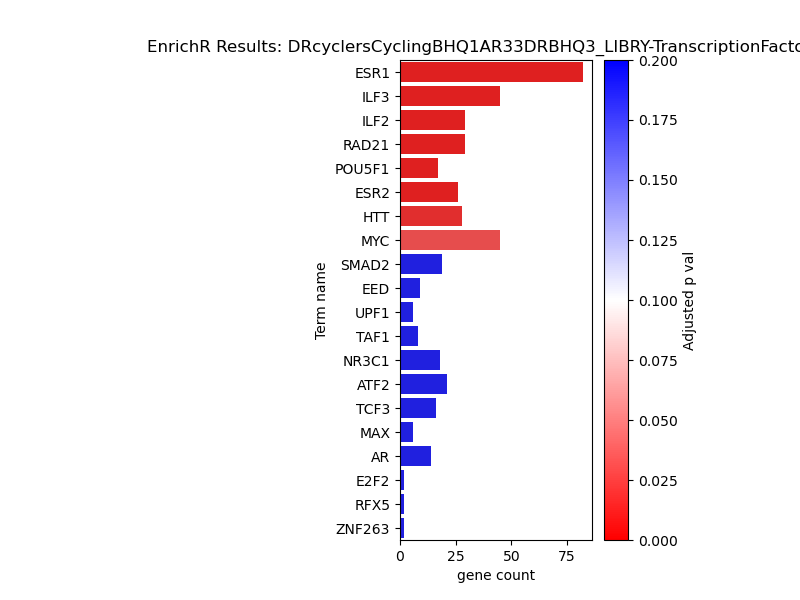 EnrichR Results: DRcyclersCyclingBHQ1AR33DRBHQ3_LIBRY-TranscriptionFacto
ESR1
ILF3
ILF2
RAD21
POU5F1
ESR2
HTT
MYC
SMAD2
EED
UPF1
TAF1
NR3C1
ATF2
TCF3
MAX
AR
E2F2
RFX5
ZNF263
Term name
0 25 50 75
gene count
0.200
0.175
0.150
0.125
0.100
0.075
0.050
0.025
0.000
Adjusted p val